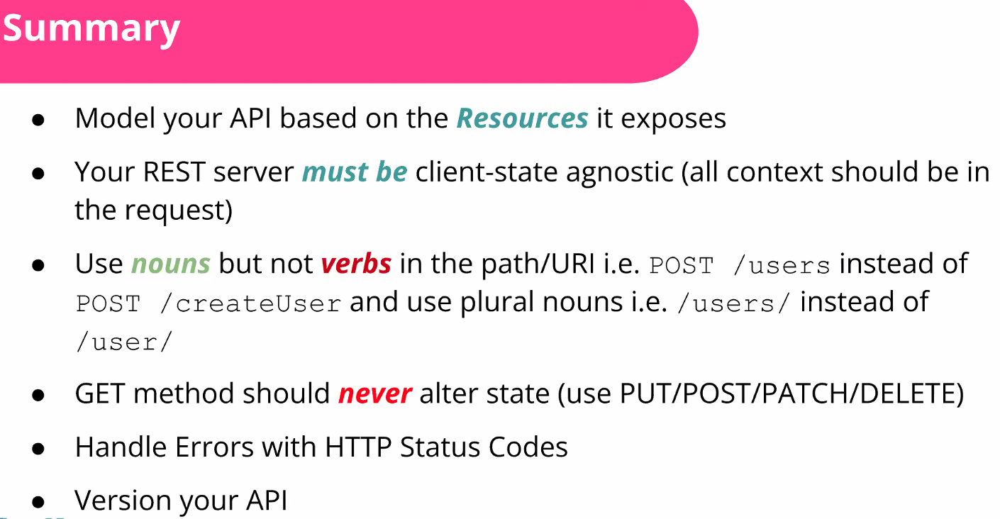 Summary
● Model your API based on the Resources it exposes
● Your REST server must be client-state agnostic (all context should be in
the request)
● Use nouns but not verbs in the path/URI i.e. POST /users instead of
POST /createUser and use plural nouns i.e. /users/ instead of
/user/
● GET method should never alter state (use PUT/POST/PATCH/DELETE)
● Handle Errors with HTTP Status Codes
● Version your API